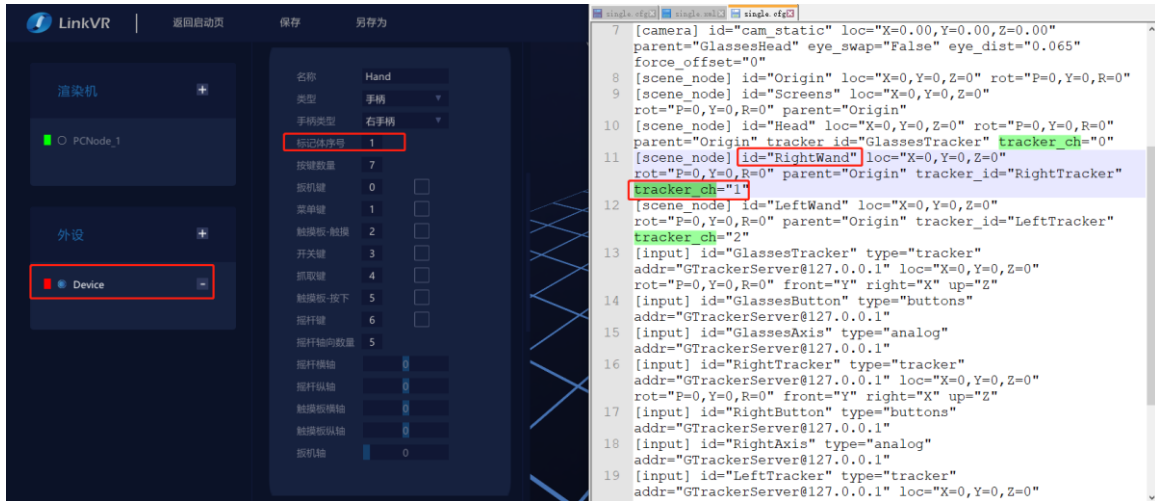 LinkVR
返回启动页
保存
另存为
渲染机
+
PCNode_1
外设
+
Device
-
名称 Hand
类型 手柄
手柄类型 右手柄
标记体序号 1
按键数量 7
扳机键 0
菜单键 1
触摸板-触摸 2
开关键 3
抓取键 4
触摸板-按下 5
摇杆键 6
摇杆轴向数量 5
摇杆横轴 0
摇杆纵轴 0
触摸板横轴 0
触摸板纵轴 0
扳机轴 0
single.cfg single.xml single.cfg
7 [camera] id="cam_static" loc="X=0.00,Y=0.00,Z=0.00"
parent="GlassesHead" eye_swap="False" eye_dist="0.065"
force_offset="0"
8 [scene_node] id="Origin" loc="X=0,Y=0,Z=0" rot="P=0,Y=0,R=0"
9 [scene_node] id="Screens" loc="X=0,Y=0,Z=0"
rot="P=0,Y=0,R=0" parent="Origin"
10 [scene_node] id="Head" loc="X=0,Y=0,Z=0" rot="P=0,Y=0,R=0"
parent="Origin" tracker_id="GlassesTracker" tracker_ch="0"
11 [scene_node] id="RightWand" loc="X=0,Y=0,Z=0"
rot="P=0,Y=0,R=0" parent="Origin" tracker_id="RightTracker"
tracker_ch="1"
12 [scene_node] id="LeftWand" loc="X=0,Y=0,Z=0"
rot="P=0,Y=0,R=0" parent="Origin" tracker_id="LeftTracker"
tracker_ch="2"
13 [input] id="GlassesTracker" type="tracker"
addr="GTrackerServer@127.0.0.1" loc="X=0,Y=0,Z=0"
rot="P=0,Y=0,R=0" front="Y" right="X" up="Z"
14 [input] id="GlassesButton" type="buttons"
addr="GTrackerServer@127.0.0.1"
15 [input] id="GlassesAxis" type="analog"
addr="GTrackerServer@127.0.0.1"
16 [input] id="RightTracker" type="tracker"
addr="GTrackerServer@127.0.0.1" loc="X=0,Y=0,Z=0"
rot="P=0,Y=0,R=0" front="Y" right="X" up="Z"
17 [input] id="RightButton" type="buttons"
addr="GTrackerServer@127.0.0.1"
18 [input] id="RightAxis" type="analog"
addr="GTrackerServer@127.0.0.1"
19 [input] id="LeftTracker" type="tracker"
addr="GTrackerServer@127.0.0.1" loc="X=0,Y=0,Z=0"